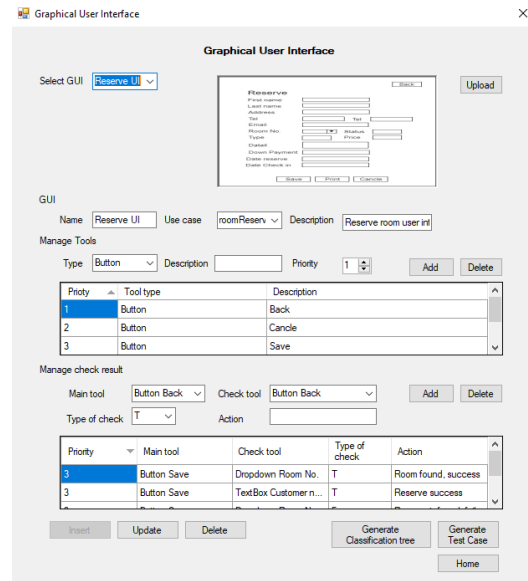 Graphical User Interface
Graphical User Interface
Select GUI Reserve UI Upload
Back
Reserve
First name
Last name
Address
Tel Tel
Email
Room No. Status
Type Price
Detail
Down Payment
Date reserve
Date Check in
Save Print Cancle
GUI
Name Reserve UI Use case roomReserv Description Reserve room user int
Manage Tools
Type Button Description Priority 1 Add Delete
Prioty Tool type Description
1 Button Back
2 Button Cancle
3 Button Save
Manage check result
Main tool Button Back Check tool Button Back Add Delete
Type of check T Action
Priority Main tool Check tool Type of check Action
3 Button Save Dropdown Room No. T Room found, success
3 Button Save TextBox Customer n... T Reserve success
Insert Update Delete Generate Classification tree Generate Test Case
Home